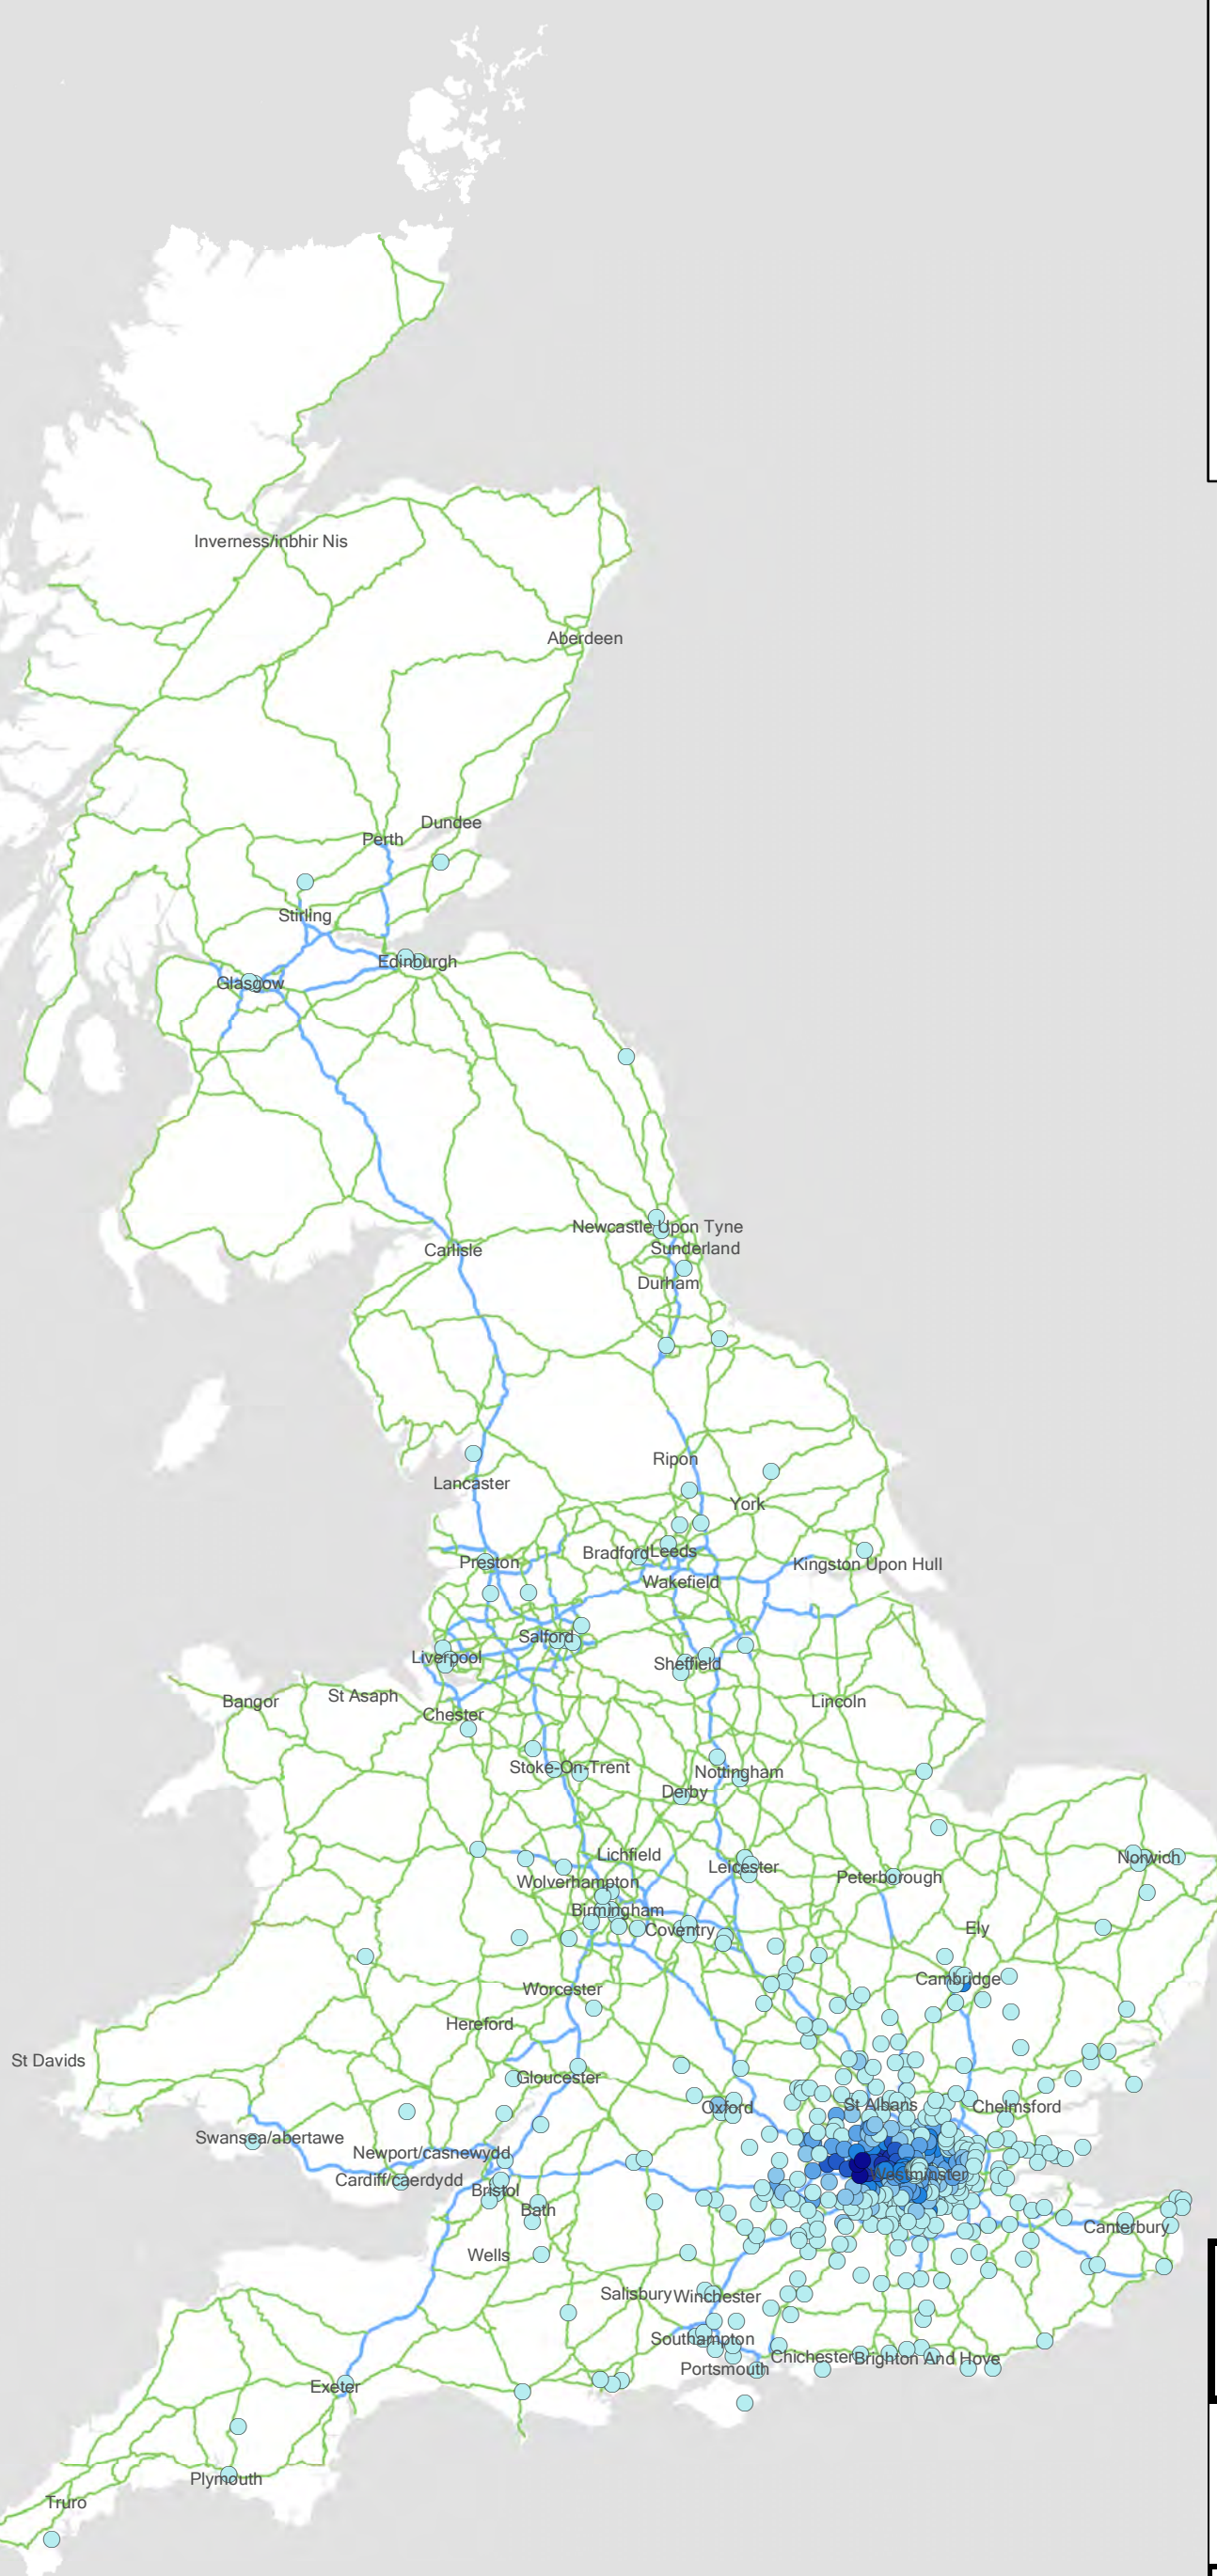 Inverness/inbhir Nis
Aberdeen
Dundee
Perth
Stirling
Edinburgh
Glasgow
Newcastle Upon Tyne
Sunderland
Carlisle
Durham
Ripon
Lancaster
York
Bradford
Leeds
Preston
Kingston Upon Hull
Wakefield
Salford
Liverpool
Sheffield
St Asaph
Bangor
Lincoln
Chester
Stoke-On-Trent
Nottingham
Derby
Lichfield
Norwich
Leicester
Peterborough
Wolverhampton
Birmingham
Coventry
Ely
Cambridge
Worcester
Hereford
St Davids
Gloucester
Oxford
St Albans
Chelmsford
Swansea/abertawe
Newport/casnewydd
Westminster
Cardiff/caerdydd
Bristol
Bath
Canterbury
Wells
Salisbury
Winchester
Southampton
Chichester
Brighton And Hove
Portsmouth
Exeter
Plymouth
Truro